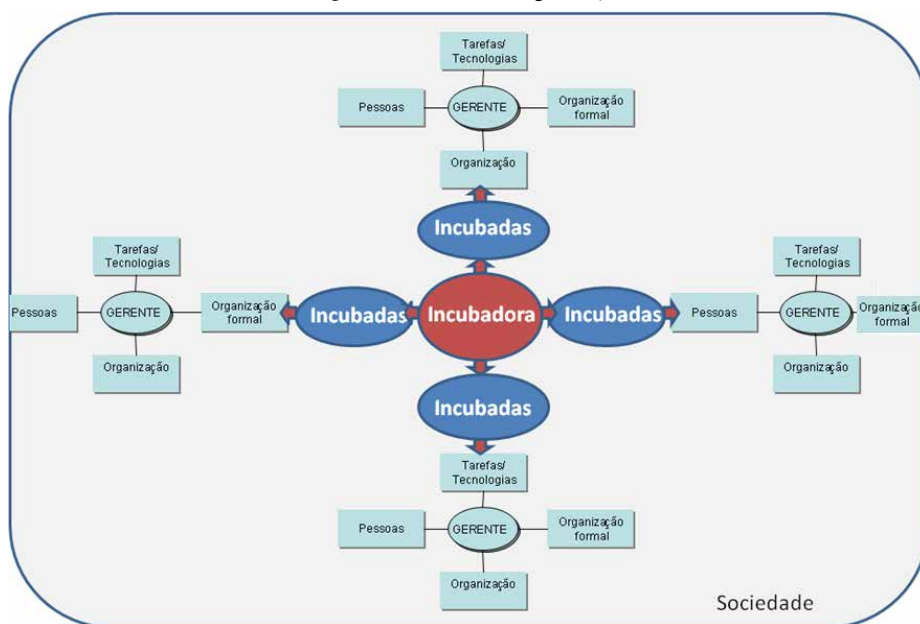 Tarefas/
Tecnologias
Pessoas
GERENTE
Organização
formal
Organização
Incubadas
Tarefas/
Tecnologias
Pessoas
GERENTE
Organização
formal
Organização
Incubadas
Incubadora
Incubadas
Tarefas/
Tecnologias
Pessoas
GERENTE
Organização
formal
Organização
Incubadas
Tarefas/
Tecnologias
Pessoas
GERENTE
Organização
formal
Organização
Sociedade